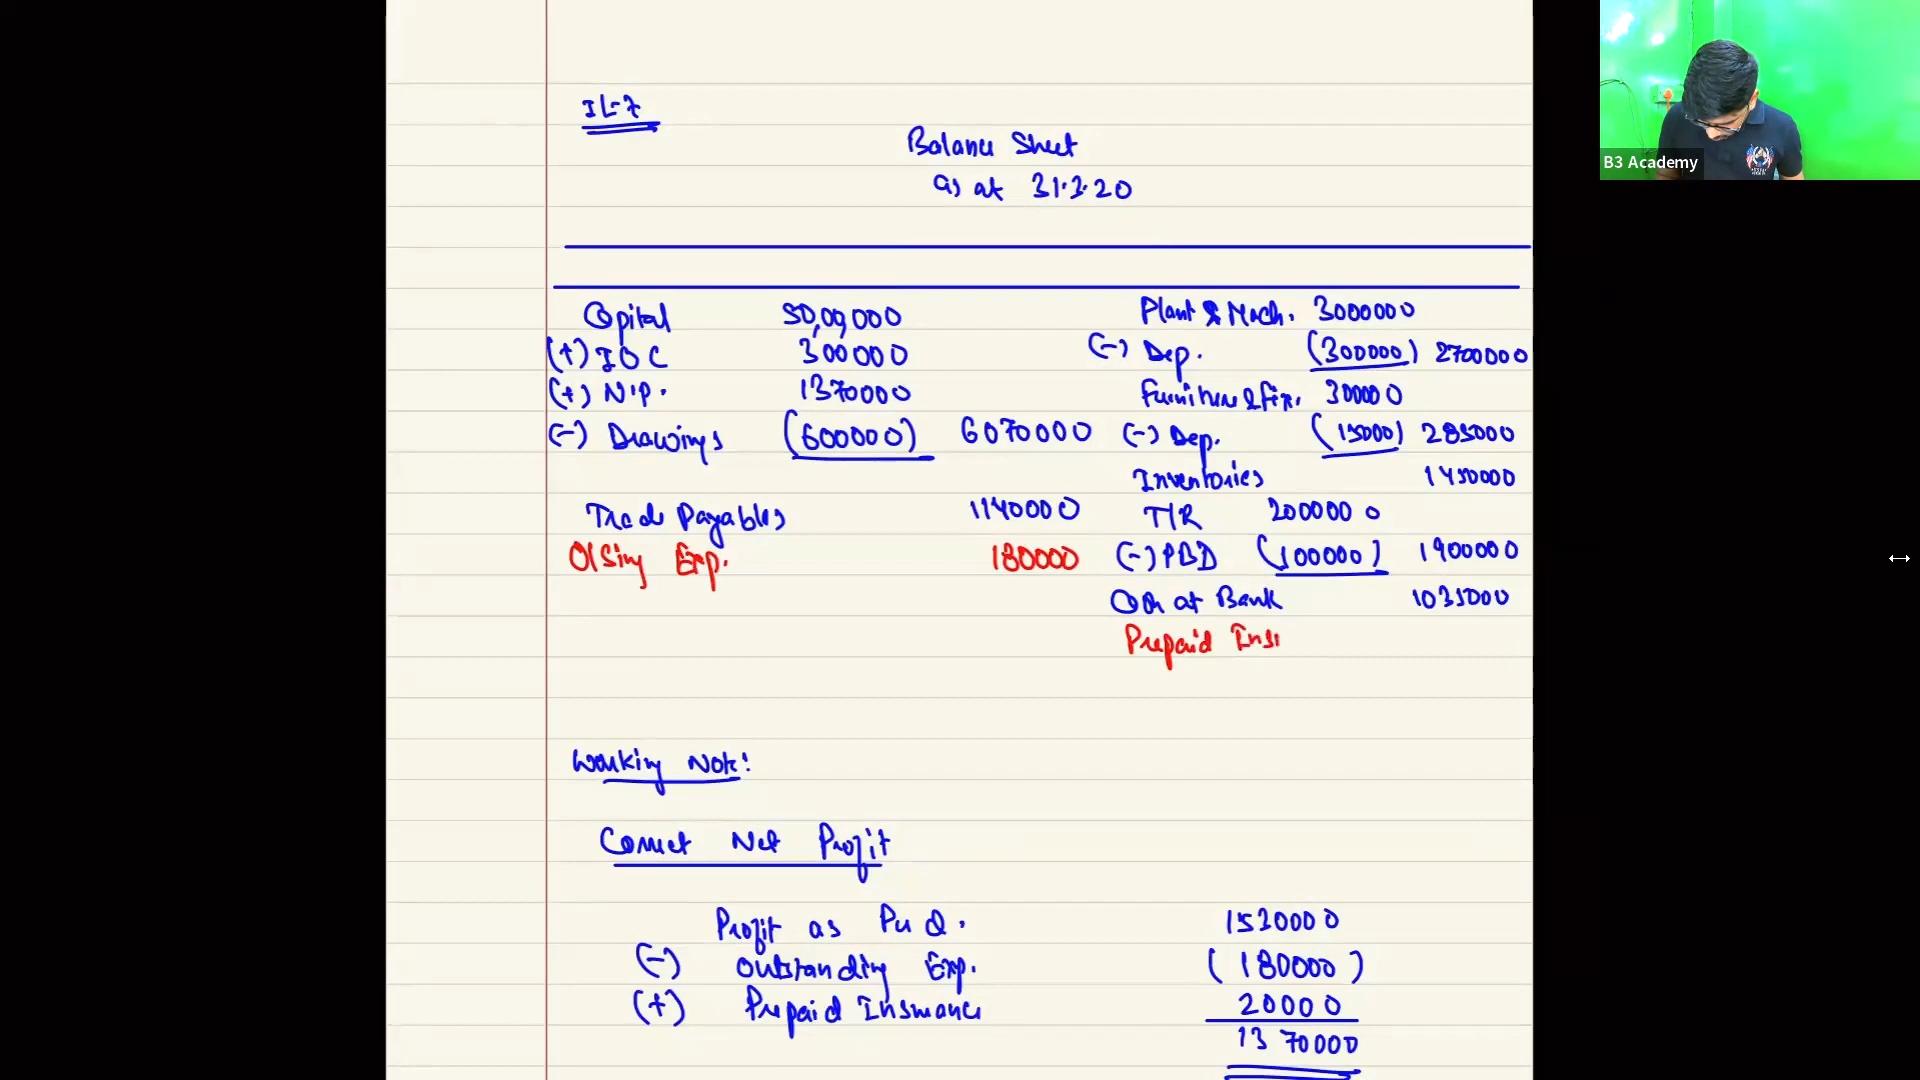 IL-7
Balance Sheet
as at 31.3.20
Capital 50,00,000 Plant & Mach. 3000000
(+) IOC 300000 (-) Dep. (300000) 2700000
(+) N.P. 1370000 Furniture & Fix. 300000
(-) Drawings (600000) 6070000 (-) Dep. (15000) 285000
Inventories 1450000
Trade Payables 1140000 T/R 2000000
O/sing Exp. 180000 (-) PBD (100000) 1900000
Cash at Bank 1035000
Prepaid Ins.
Working Note:
Correct Net Profit
Profit as Per Q. 1530000
(-) Outstanding Exp. (180000)
(+) Prepaid Insurance 20000
1370000
B3 Academy